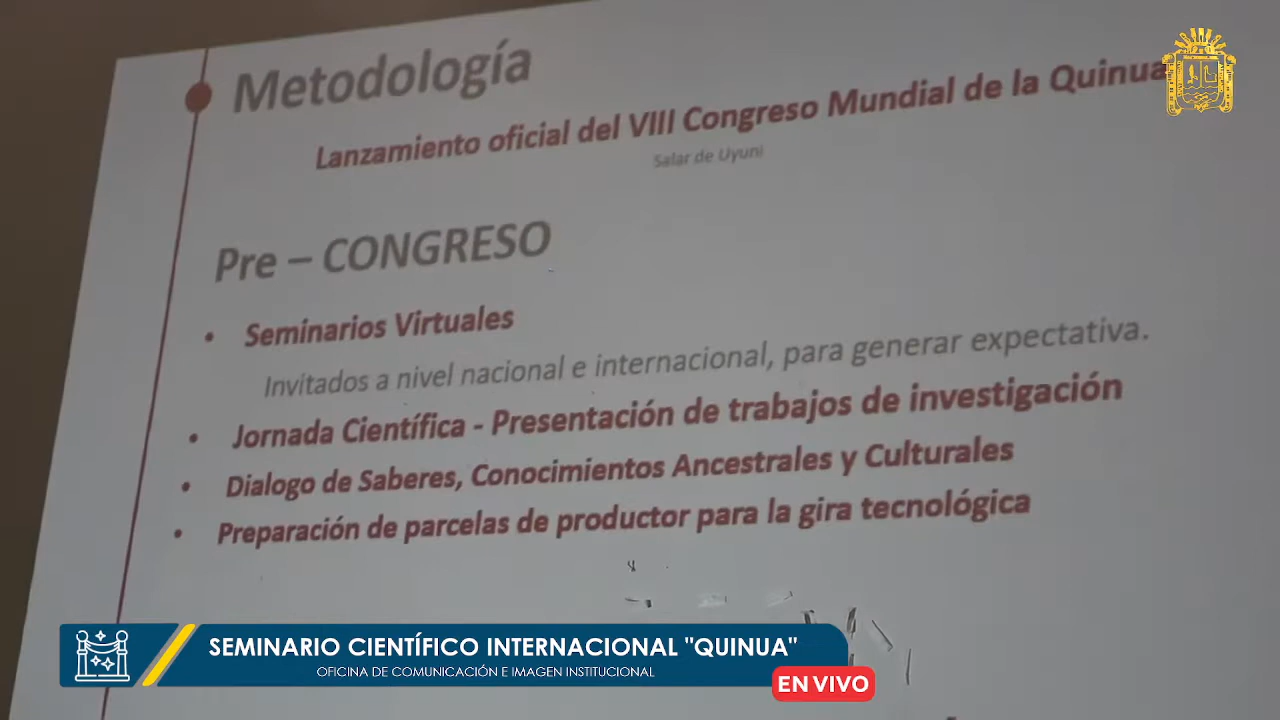 Metodología
Lanzamiento oficial del VIII Congreso Mundial de la Quinua
Salar de Uyuni
Pre – CONGRESO
• Seminarios Virtuales
Invitados a nivel nacional e internacional, para generar expectativa.
• Jornada Científica - Presentación de trabajos de investigación
• Dialogo de Saberes, Conocimientos Ancestrales y Culturales
• Preparación de parcelas de productor para la gira tecnológica
SEMINARIO CIENTÍFICO INTERNACIONAL "QUINUA"
OFICINA DE COMUNICACIÓN E IMAGEN INSTITUCIONAL
EN VIVO